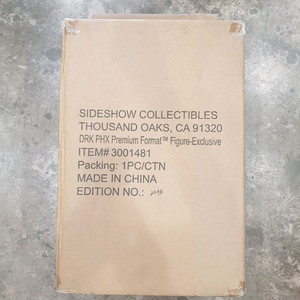 SIDESHOW COLLECTIBLES
THOUSAND OAKS, CA 91320
DRK PHX Premium Format™ Figure-Exclusive
ITEM# 3001481
Packing: 1PC/CTN
MADE IN CHINA
EDITION NO.: